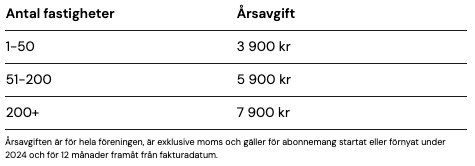 Antal fastigheter Årsavgift
1-50 3 900 kr
51-200 5 900 kr
200+ 7 900 kr
Årsavgiften är för hela föreningen, är exklusive moms och gäller för abonnemang startat eller förnyat under
2024 och för 12 månader framåt från fakturadatum.